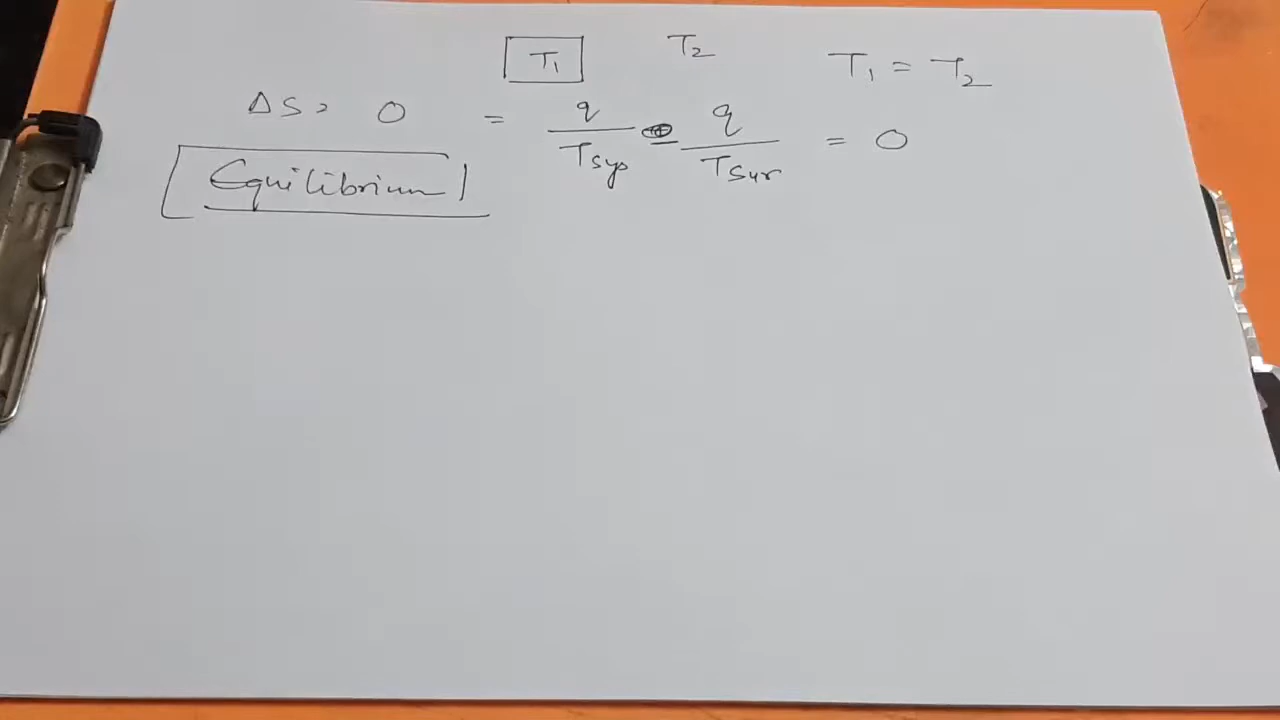 T₁ T₂ T₁ = T₂
ΔS = 0 = q/Tsys - q/Tsur = 0
Equilibrium